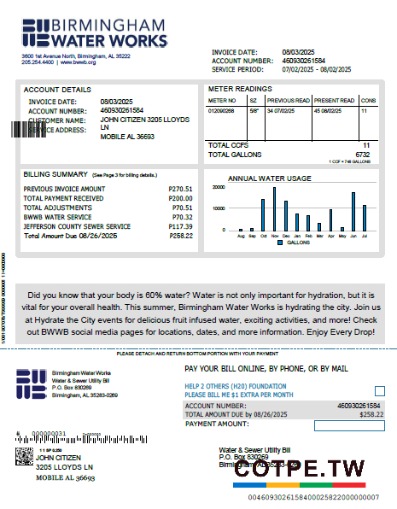 BIRMINGHAM
WATER WORKS
3600 1st Avenue North, Birmingham, AL 35222
205.254.4400 | www.bwwb.org
INVOICE DATE: 08/03/2025
ACCOUNT NUMBER: 460930261584
SERVICE PERIOD: 07/02/2025 - 08/02/2025
ACCOUNT DETAILS
INVOICE DATE: 08/03/2025
ACCOUNT NUMBER: 460930261584
CUSTOMER NAME: JOHN CITIZEN 3205 LLOYDS
LN
SERVICE ADDRESS:
MOBILE AL 36693
METER READINGS
METER NO SZ PREVIOUS READ PRESENT READ CONS
012090268 5/8" 34 07/02/25 45 08/02/25 11
TOTAL CCFS 11
TOTAL GALLONS 6732
1 CCF = 748 GALLONS
BILLING SUMMARY (See Page 3 for billing details.)
PREVIOUS INVOICE AMOUNT P270.51
TOTAL PAYMENT RECEIVED P200.00
TOTAL ADJUSTMENTS P70.51
BWWB WATER SERVICE P70.32
JEFFERSON COUNTY SEWER SERVICE P117.39
Total Amount Due 08/26/2025 P258.22
ANNUAL WATER USAGE
20000
10000
0
Aug Sep Oct Nov Dec Jan Feb Mar Apr May Jun Jul
GALLONS
Did you know that your body is 60% water? Water is not only important for hydration, but it is
vital for your overall health. This summer, Birmingham Water Works is hydrating the city. Join us
at Hydrate the City events for delicious fruit infused water, exciting activities, and more! Check
out BWWB social media pages for locations, dates, and more information. Enjoy Every Drop!
PLEASE DETACH AND RETURN BOTTOM PORTION WITH YOUR PAYMENT
Birmingham Water Works
Water & Sewer Utility Bill
P.O. Box 830269
Birmingham, AL 35283-0269
PAY YOUR BILL ONLINE, BY PHONE, OR BY MAIL
HELP 2 OTHERS (H20) FOUNDATION
PLEASE BILL ME $1 EXTRA PER MONTH
ACCOUNT NUMBER: 460930261584
TOTAL AMOUNT DUE by 08/26/2025 $258.22
PAYMENT AMOUNT:
000000031
JOHN CITIZEN
3205 LLOYDS LN
MOBILE AL 36693
Water & Sewer Utility Bill
P.O. Box 830269
COTPE.TW
00460930261584000258220000000007